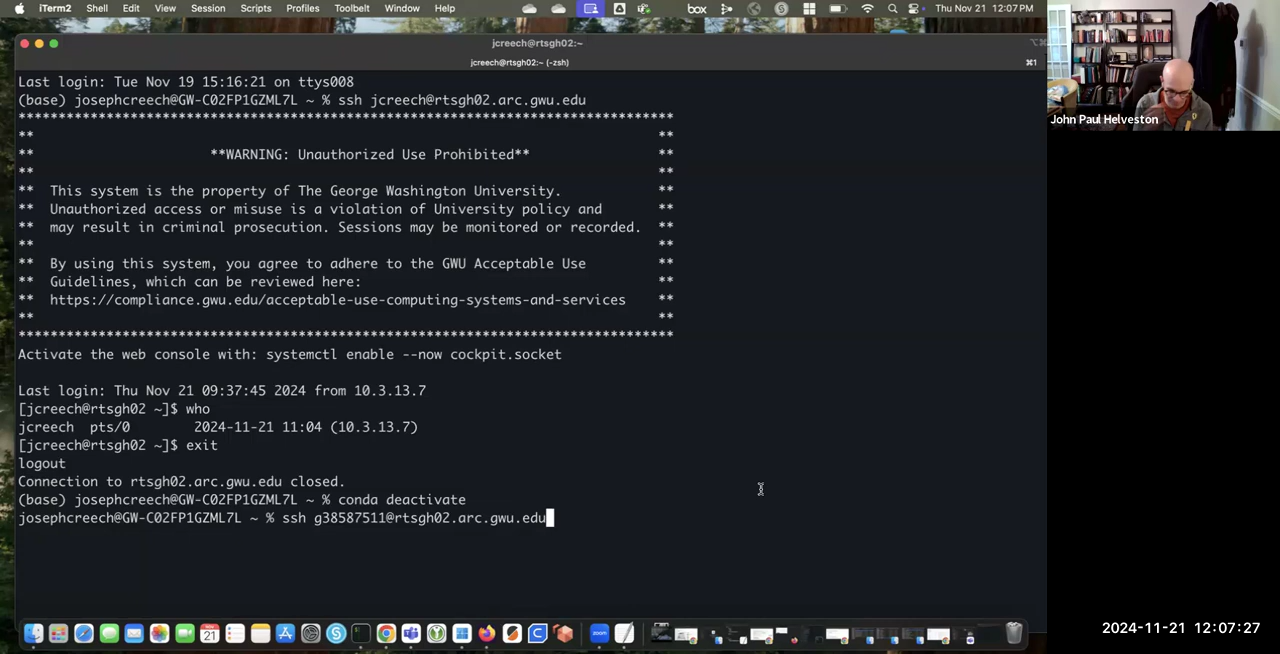 iTerm2 Shell Edit View Session Scripts Profiles Toolbelt Window Help box Thu Nov 21 12:07 PM
jcreech@rtsgh02:~
jcreech@rtsgh02:~ (-zsh) ⌘1
Last login: Tue Nov 19 15:16:21 on ttys008
(base) josephcreech@GW-C02FP1GZML7L ~ % ssh jcreech@rtsgh02.arc.gwu.edu
*************************************************************************
** **
** **WARNING: Unauthorized Use Prohibited** **
** **
** This system is the property of The George Washington University. **
** Unauthorized access or misuse is a violation of University policy and **
** may result in criminal prosecution. Sessions may be monitored or recorded. **
** **
** By using this system, you agree to adhere to the GWU Acceptable Use **
** Guidelines, which can be reviewed here: **
** https://compliance.gwu.edu/acceptable-use-computing-systems-and-services **
** **
*************************************************************************
Activate the web console with: systemctl enable --now cockpit.socket
Last login: Thu Nov 21 09:37:45 2024 from 10.3.13.7
[jcreech@rtsgh02 ~]$ who
jcreech pts/0 2024-11-21 11:04 (10.3.13.7)
[jcreech@rtsgh02 ~]$ exit
logout
Connection to rtsgh02.arc.gwu.edu closed.
(base) josephcreech@GW-C02FP1GZML7L ~ % conda deactivate
josephcreech@GW-C02FP1GZML7L ~ % ssh g38587511@rtsgh02.arc.gwu.edu
John Paul Helveston
NOV
21
zoom
2024-11-21 12:07:27